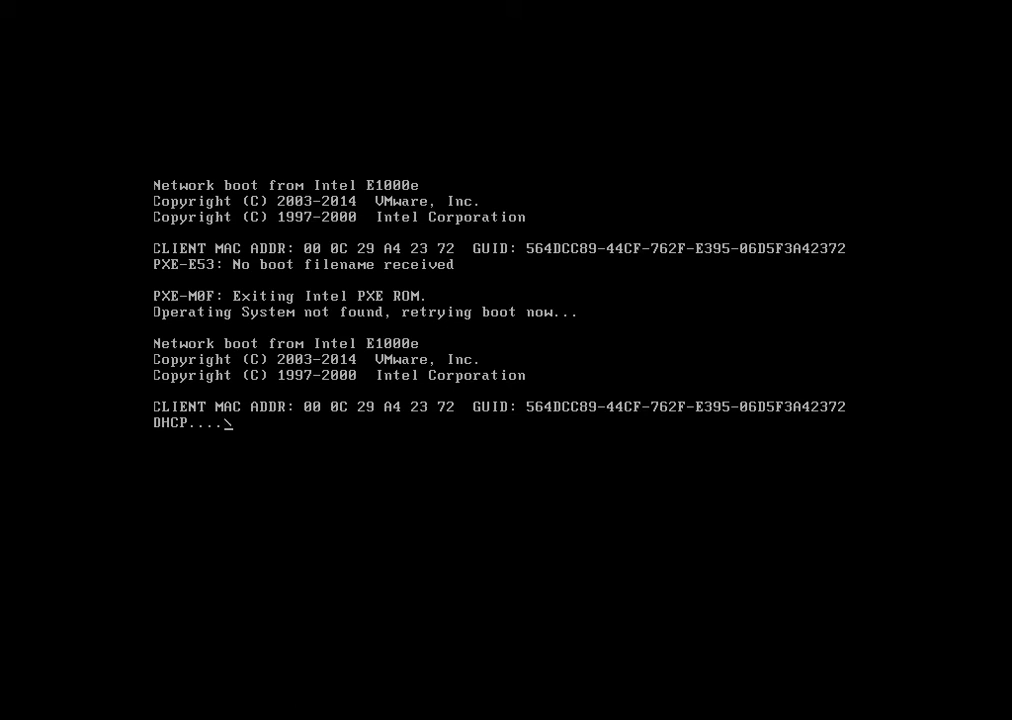 Network boot from Intel E1000e
Copyright (C) 2003-2014  VMware, Inc.
Copyright (C) 1997-2000  Intel Corporation
CLIENT MAC ADDR: 00 0C 29 A4 23 72  GUID: 564DCC89-44CF-762F-E395-06D5F3A42372
PXE-E53: No boot filename received
PXE-M0F: Exiting Intel PXE ROM.
Operating System not found, retrying boot now...
Network boot from Intel E1000e
Copyright (C) 2003-2014  VMware, Inc.
Copyright (C) 1997-2000  Intel Corporation
CLIENT MAC ADDR: 00 0C 29 A4 23 72  GUID: 564DCC89-44CF-762F-E395-06D5F3A42372
DHCP....\